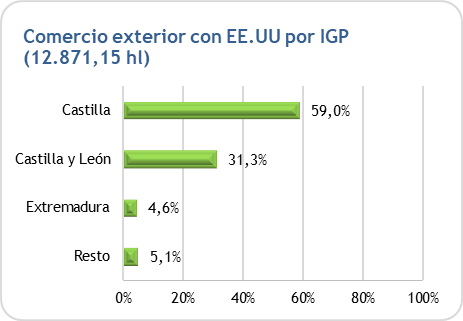 Comercio exterior con EE.UU por IGP
(12.871,15 hl)
Castilla
59,0%
Castilla y León
31,3%
Extremadura
4,6%
Resto
5,1%
0% 20% 40% 60% 80% 100%